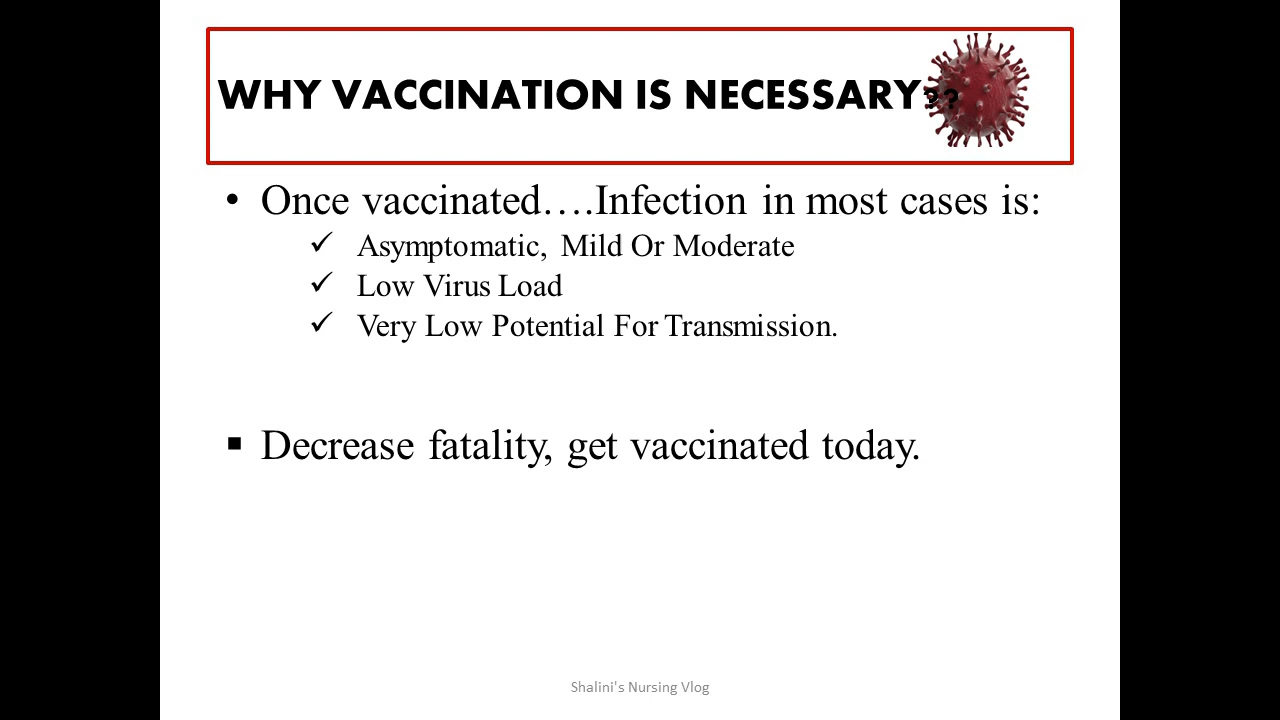 WHY VACCINATION IS NECESSARY??
• Once vaccinated….Infection in most cases is:
✓ Asymptomatic, Mild Or Moderate
✓ Low Virus Load
✓ Very Low Potential For Transmission.
▪ Decrease fatality, get vaccinated today.
Shalini's Nursing Vlog